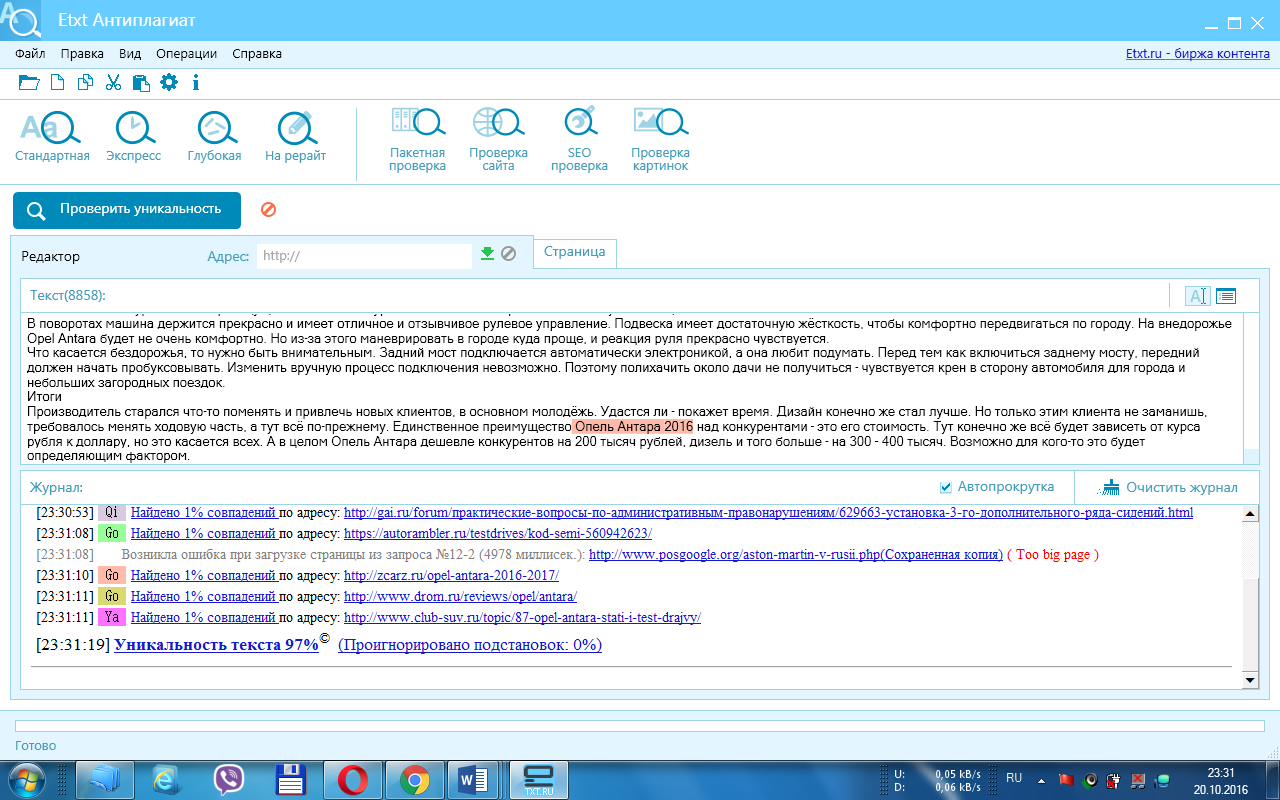 Etxt Антиплагиат
Файл Правка Вид Операции Справка
Etxt.ru - биржа контента
Стандартная Экспресс Глубокая На рерайт Пакетная проверка Проверка сайта SEO проверка Проверка картинок
Проверить уникальность
Редактор Адрес: http:// Страница
Текст(8858):
В поворотах машина держится прекрасно и имеет отличное и отзывчивое рулевое управление. Подвеска имеет достаточную жёсткость, чтобы комфортно передвигаться по городу. На внедорожье
Opel Antara будет не очень комфортно. Но из-за этого маневрировать в городе куда проще, и реакция руля прекрасно чувствуется.
Что касается бездорожья, то нужно быть внимательным. Задний мост подключается автоматически электроникой, а она любит подумать. Перед тем как включиться заднему мосту, передний
должен начать пробуксовывать. Изменить вручную процесс подключения невозможно. Поэтому полихачить около дачи не получиться - чувствуется крен в сторону автомобиля для города и
небольших загородных поездок.
Итоги
Производитель старался что-то поменять и привлечь новых клиентов, в основном молодёжь. Удастся ли - покажет время. Дизайн конечно же стал лучше. Но только этим клиента не заманишь,
требовалось менять ходовую часть, а тут всё по-прежнему. Единственное преимущество Опель Антара 2016 над конкурентами - это его стоимость. Тут конечно же всё будет зависеть от курса
рубля к доллару, но это касается всех. А в целом Опель Антара дешевле конкурентов на 200 тысяч рублей, дизель и того больше - на 300 - 400 тысяч. Возможно для кого-то это будет
определяющим фактором.
Журнал: Автопрокрутка Очистить журнал
[23:30:53] Qi Найдено 1% совпадений по адресу: http://gai.ru/forum/практические-вопросы-по-административным-правонарушениям/629663-установка-3-го-дополнительного-ряда-сидений.html
[23:31:08] Go Найдено 1% совпадений по адресу: https://autorambler.ru/testdrives/kod-semi-560942623/
[23:31:08] Возникла ошибка при загрузке страницы из запроса №12-2 (4978 миллисек.): http://www.posgoogle.org/aston-martin-v-rusii.php(Сохраненная копия) ( Too big page )
[23:31:10] Go Найдено 1% совпадений по адресу: http://zcarz.ru/opel-antara-2016-2017/
[23:31:11] Go Найдено 1% совпадений по адресу: http://www.drom.ru/reviews/opel/antara/
[23:31:11] Ya Найдено 1% совпадений по адресу: http://www.club-suv.ru/topic/87-opel-antara-stati-i-test-drajvy/
[23:31:19] Уникальность текста 97%© (Проигнорировано подстановок: 0%)
Готово
TXT.RU
U: 0,05 kB/s
D: 0,06 kB/s
RU
23:31
20.10.2016